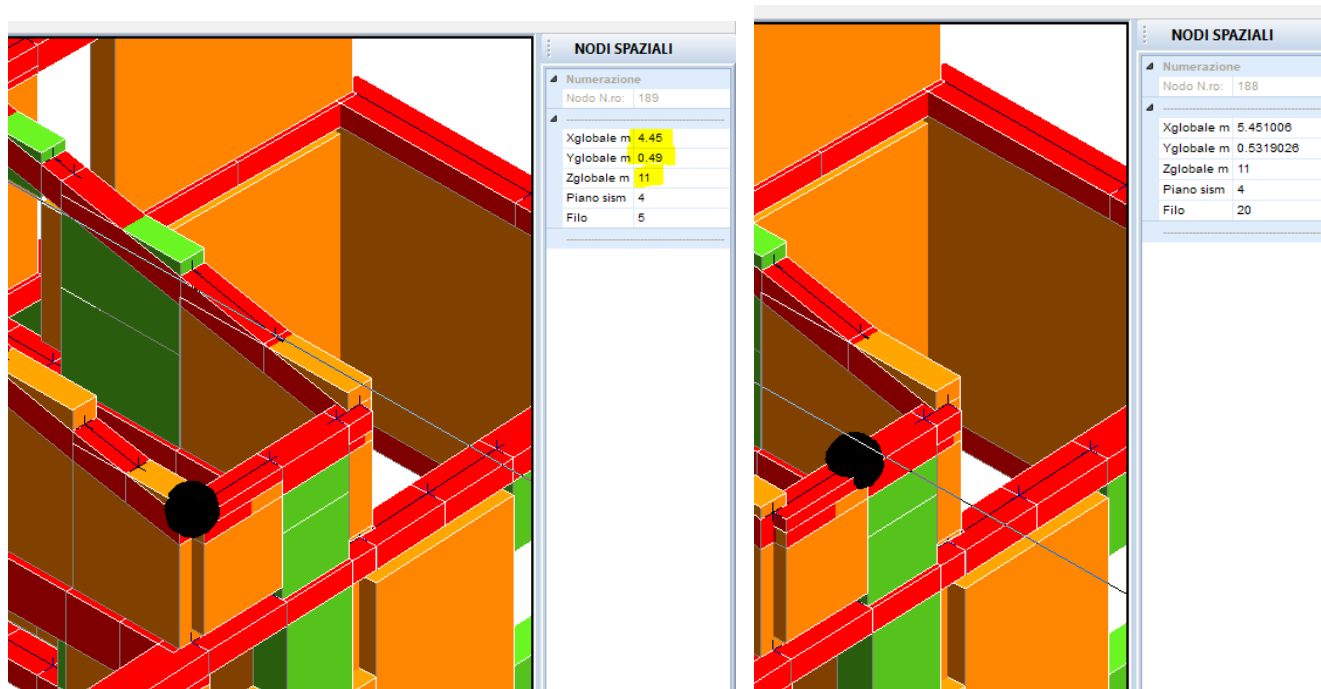 NODI SPAZIALI
Numerazione
Nodo N.ro: 189
Xglobale m 4.45
Yglobale m 0.49
Zglobale m 11
Piano sism 4
Filo 5
NODI SPAZIALI
Numerazione
Nodo N.ro: 188
Xglobale m 5.451006
Yglobale m 0.5319026
Zglobale m 11
Piano sism 4
Filo 20